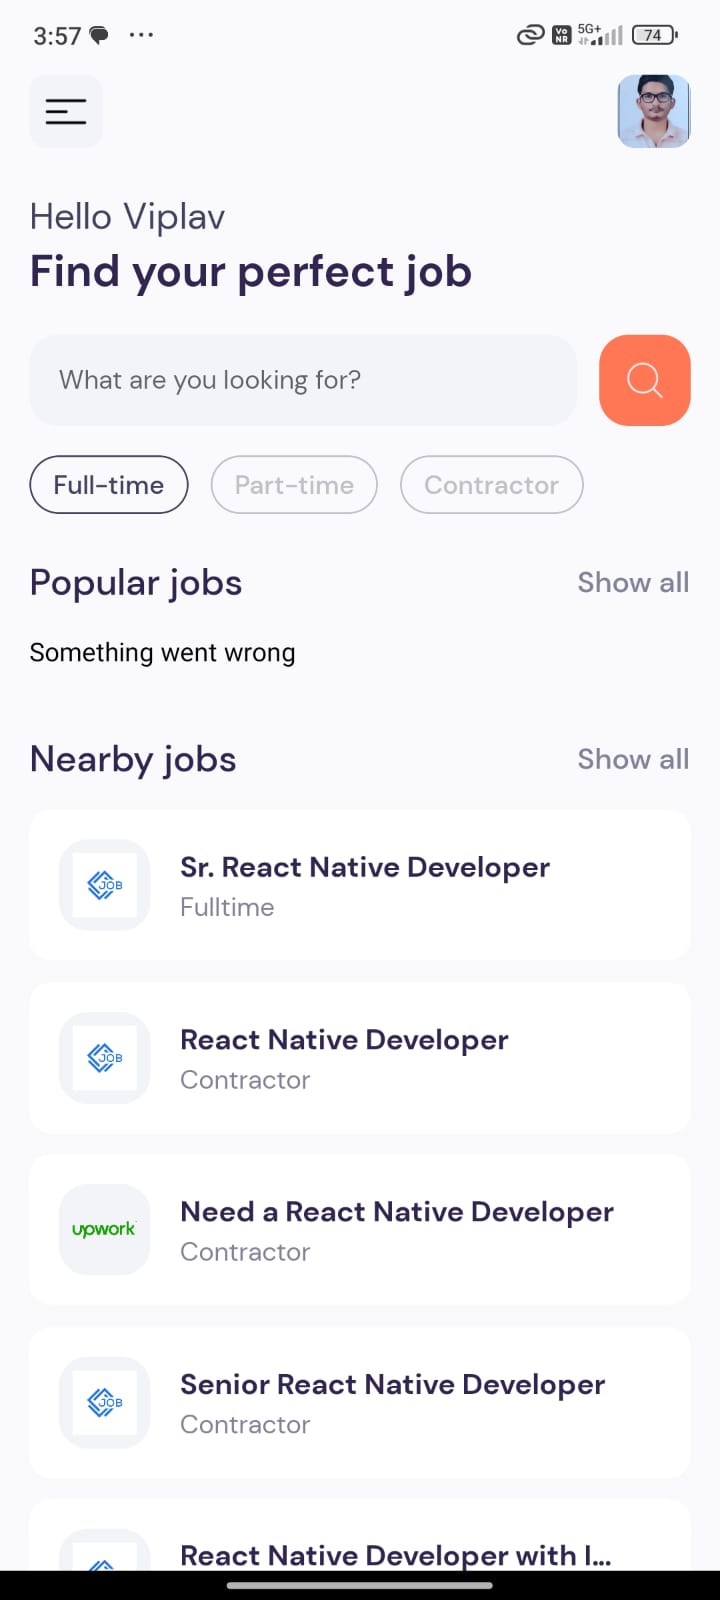 3:57
5G+
Vo
NR
74
Hello Viplav
Find your perfect job
What are you looking for?
Full-time
Part-time
Contractor
Popular jobs
Show all
Something went wrong
Nearby jobs
Show all
JOB
Sr. React Native Developer
Fulltime
JOB
React Native Developer
Contractor
upwork
Need a React Native Developer
Contractor
JOB
Senior React Native Developer
Contractor
React Native Developer with I...